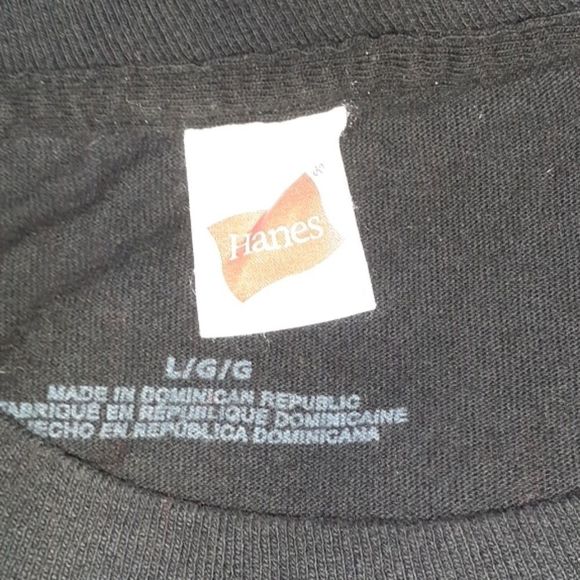 Hanes
L/G/G
MADE IN DOMINICAN REPUBLIC
FABRIQUÉ EN RÉPUBLIQUE DOMINICAINE
HECHO EN REPÚBLICA DOMINICANA